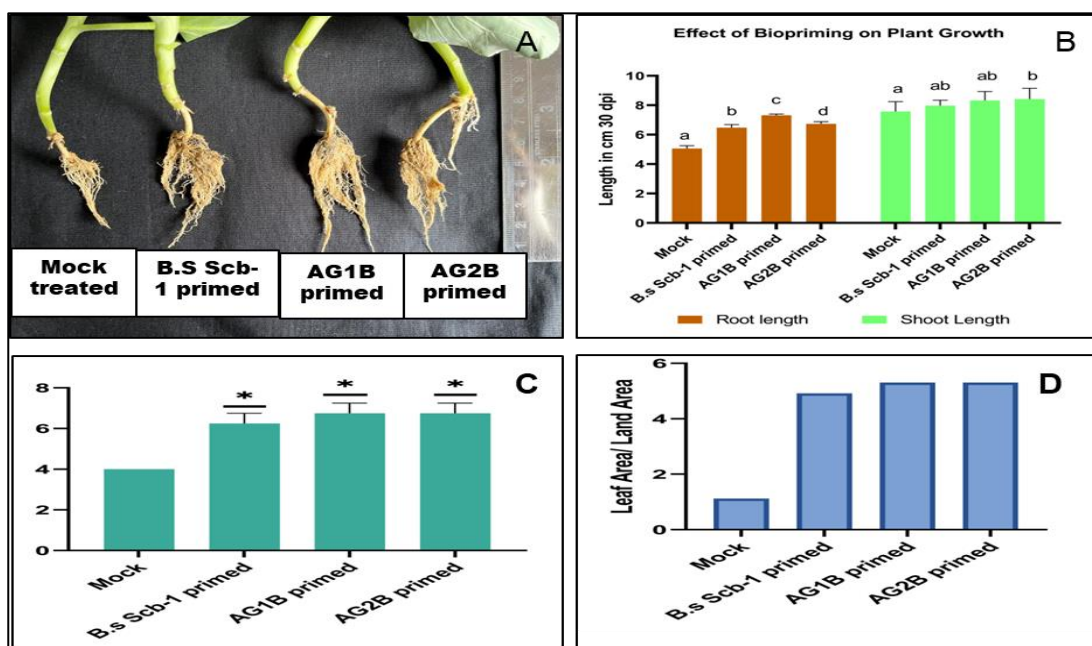 A
Mock treated
B.S Scb-1 primed
AG1B primed
AG2B primed
Effect of Biopriming on Plant Growth
B
Length in cm 30 dpi
10
8
6
4
2
0
a
b
c
d
a
ab
ab
b
Mock
B.s Scb-1 primed
AG1B primed
AG2B primed
Mock
B.s Scb-1 primed
AG1B primed
AG2B primed
Root length
Shoot Length
C
8
6
4
2
0
*
*
*
Mock
B.s Scb-1 primed
AG1B primed
AG2B primed
D
Leaf Area/ Land Area
6
4
2
0
Mock
B.s Scb-1 primed
AG1B primed
AG2B primed